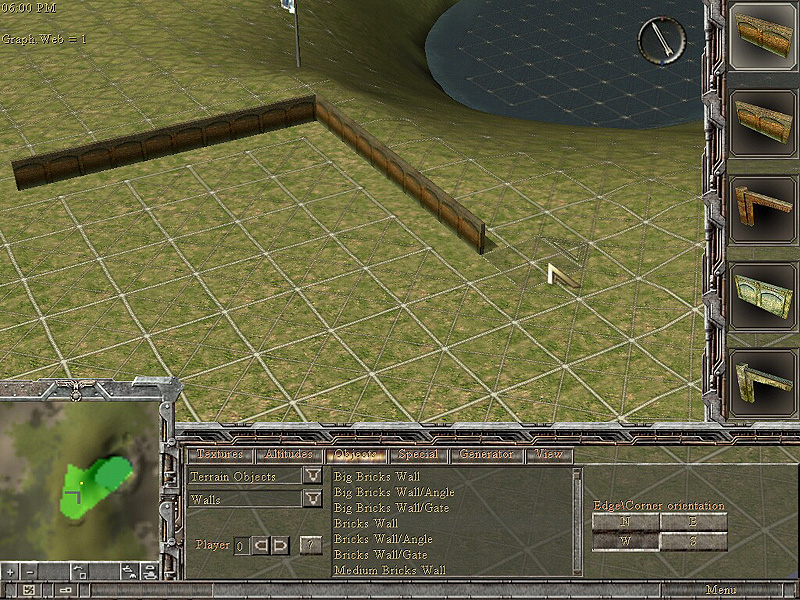 06:00 PM
Graph.Web = 1
Textures Altitudes Objects Special Generator View
Terrain Objects
Walls
Player 0 ?
Big Bricks Wall
Big Bricks Wall/Angle
Big Bricks Wall/Gate
Bricks Wall
Bricks Wall/Angle
Bricks Wall/Gate
Medium Bricks Wall
Edge\Corner orientation
N E
W S
+ -
Menu